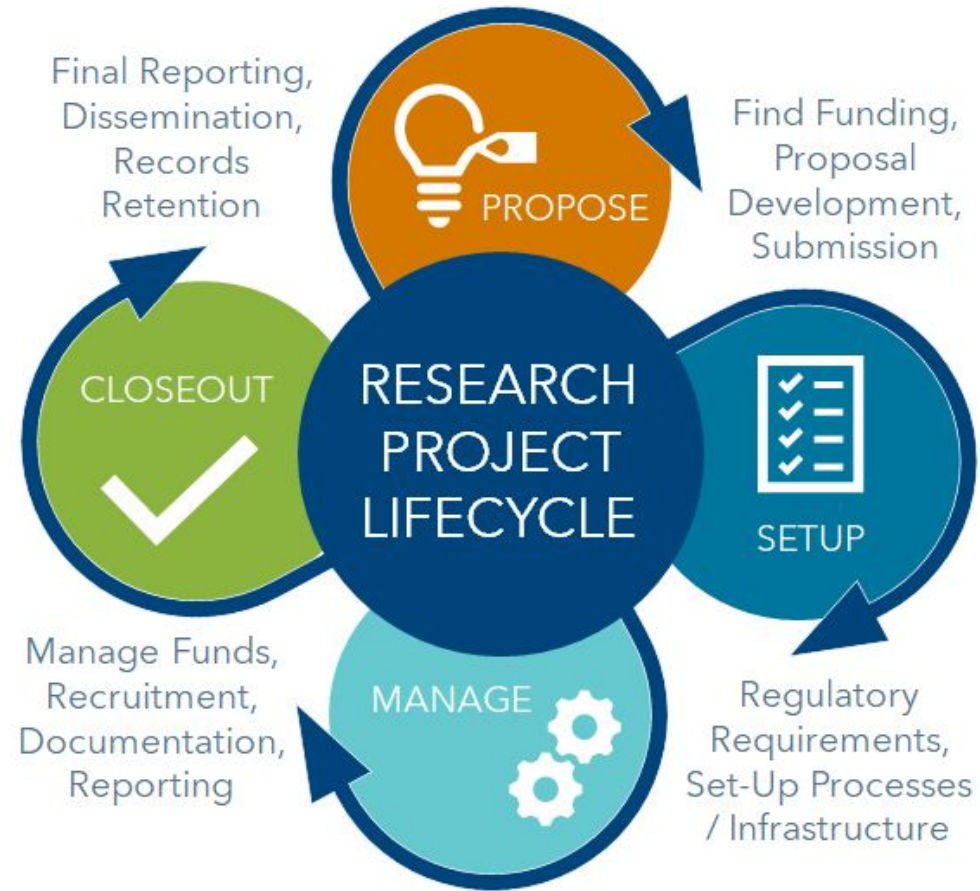 PROPOSE
Find Funding,
Proposal
Development,
Submission
SETUP
Regulatory
Requirements,
Set-Up Processes
/ Infrastructure
MANAGE
Manage Funds,
Recruitment,
Documentation,
Reporting
CLOSEOUT
Final Reporting,
Dissemination,
Records
Retention
RESEARCH
PROJECT
LIFECYCLE